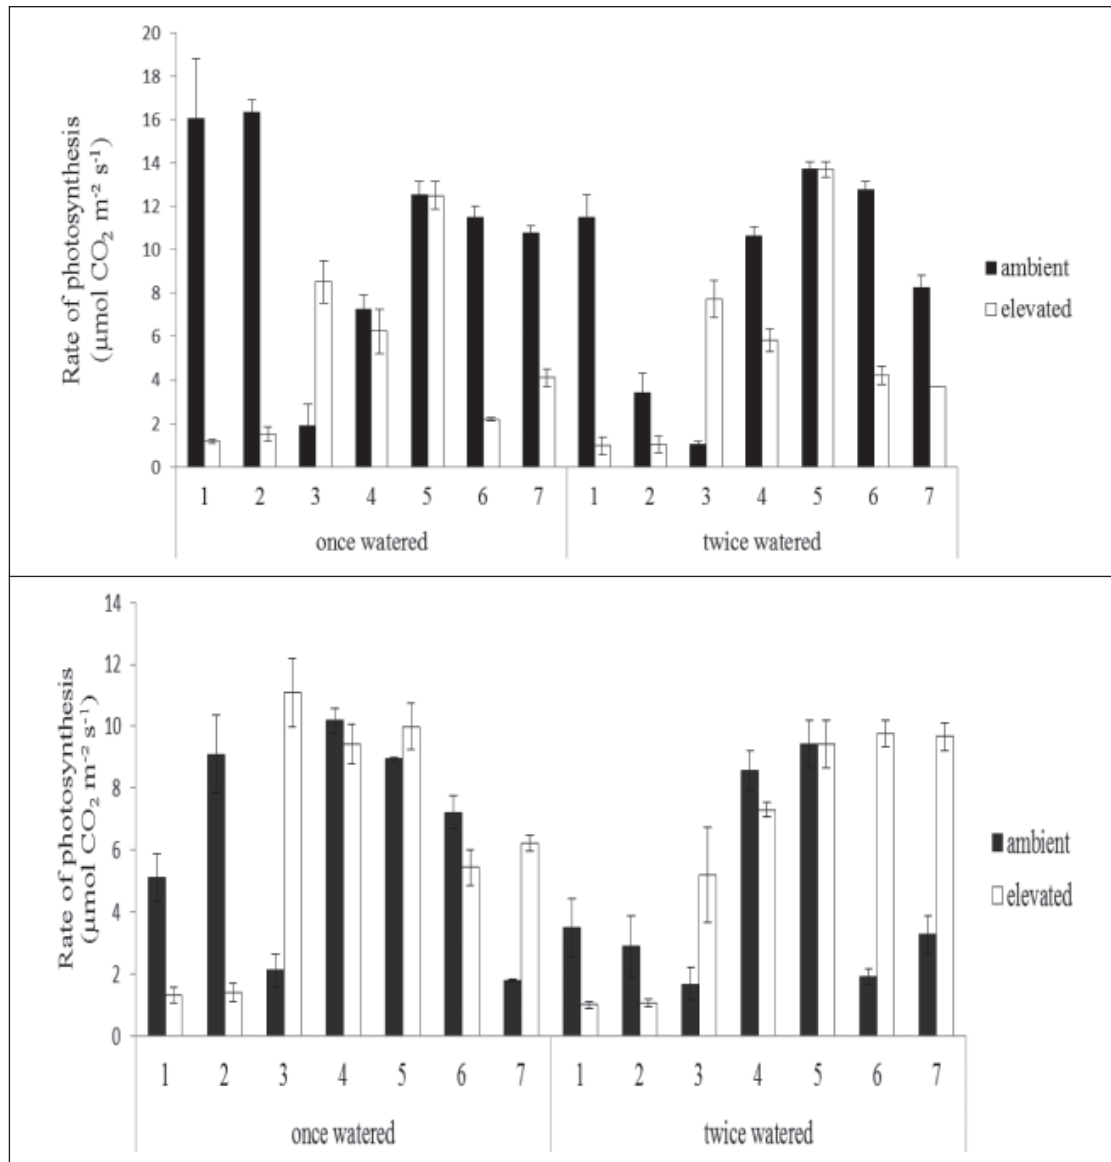 Rate of photosynthesis
(µmol CO₂ m⁻² s⁻¹)
20
18
16
14
12
10
8
6
4
2
0
1 2 3 4 5 6 7 1 2 3 4 5 6 7
once watered twice watered
ambient
elevated
Rate of photosynthesis
(µmol CO₂ m⁻² s⁻¹)
14
12
10
8
6
4
2
0
1 2 3 4 5 6 7 1 2 3 4 5 6 7
once watered twice watered
ambient
elevated